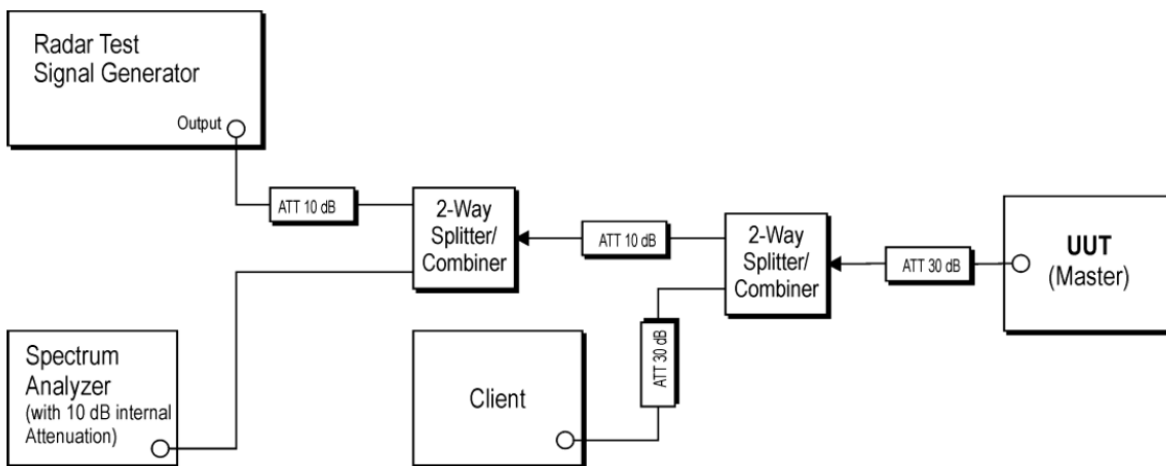 Radar Test
Signal Generator
Output
ATT 10 dB
2-Way
Splitter/
Combiner
ATT 10 dB
2-Way
Splitter/
Combiner
ATT 30 dB
UUT
(Master)
Spectrum
Analyzer
(with 10 dB internal
Attenuation)
Client
ATT 30 dB